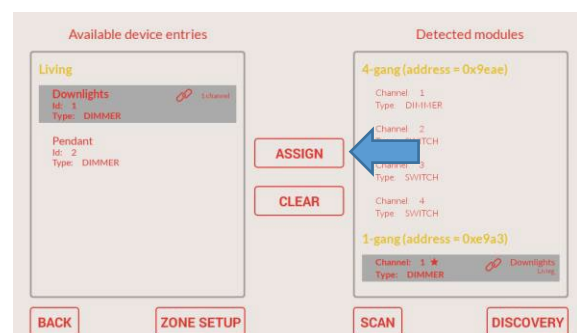 Available device entries
Living
Downlights
Id: 1
Type: DIMMER
1 channel
Pendant
Id: 2
Type: DIMMER
ASSIGN
CLEAR
Detected modules
4-gang (address = 0x9eae)
Channel: 1
Type: DIMMER
Channel: 2
SWITCH
3
Type: SWITCH
Channel: 4
Type: SWITCH
1-gang (address = 0xe9a3)
Channel: 1 ★
Type: DIMMER
Downlights
Living
BACK
ZONE SETUP
SCAN
DISCOVERY